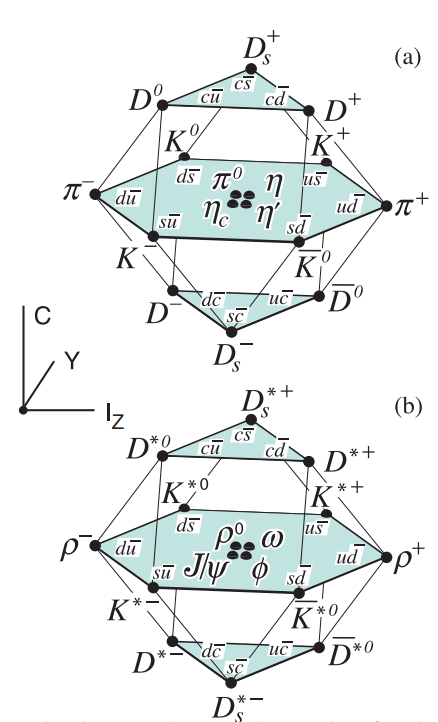 D_s^+
(a)
cs̄
D^0 cū cd̄ D^+
K^0 K^+
ds̄ π^0 η us̄
π^- dū ud̄ π^+
η_c η′
sū sd̄
K^- K̄^0
D^- dc̄ uc̄ D̄^0
sc̄
D_s^-
C
Y
I_Z
D_s^{*+}
(b)
cs̄
D^{*0} cū cd̄ D^{*+}
K^{*0} K^{*+}
ds̄ ρ^0 ω us̄
ρ^- dū ud̄ ρ^+
J/ψ ϕ
sū sd̄
K^{*-} K̄^{*0}
D^{*-} dc̄ uc̄ D̄^{*0}
sc̄
D_s^{*-}